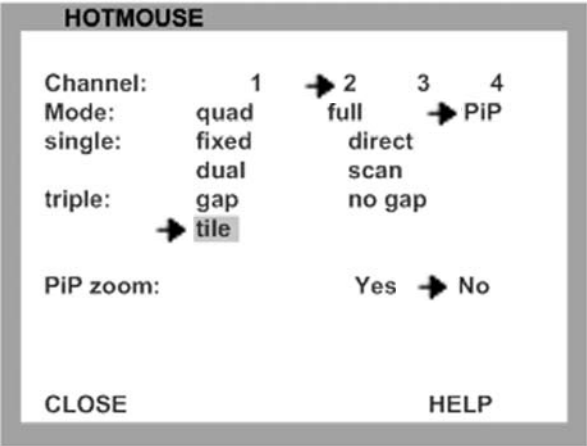 HOTMOUSE
Channel: 1 2 3 4
Mode: quad full PiP
single: fixed direct
dual scan
triple: gap no gap
tile
PiP zoom: Yes No
CLOSE HELP